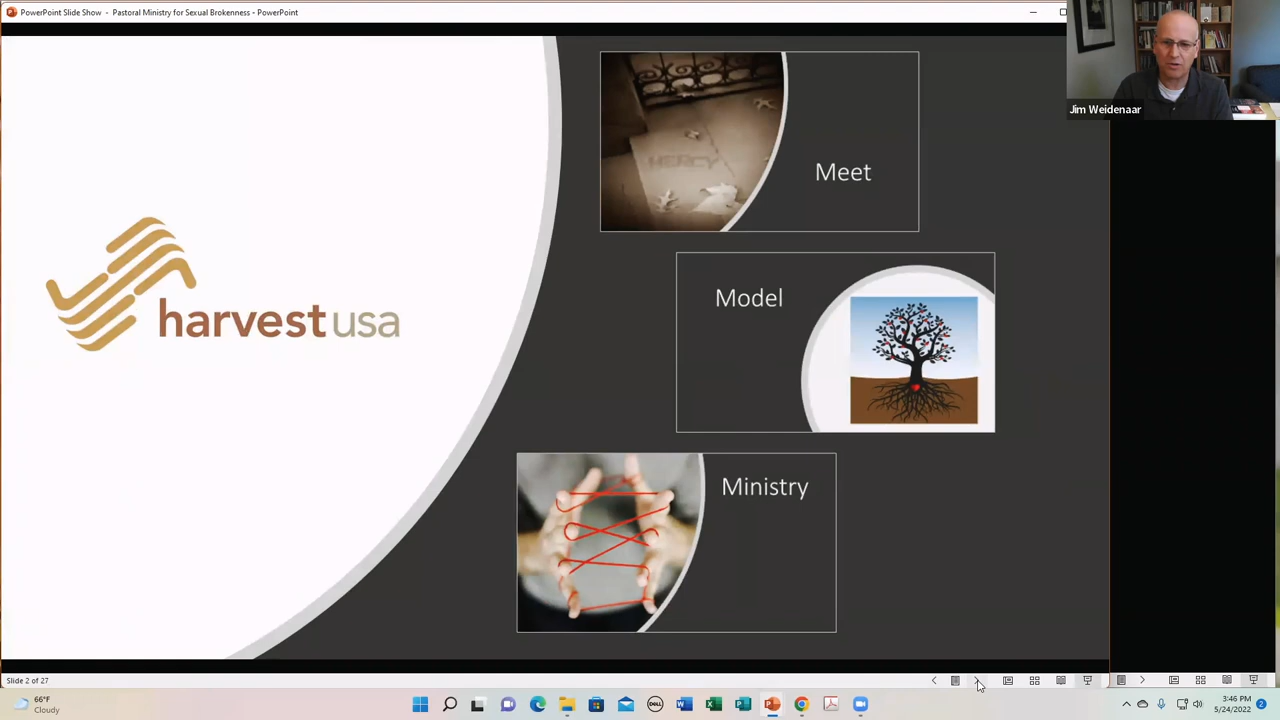 PowerPoint Slide Show - Pastoral Ministry for Sexual Brokenness - PowerPoint
Jim Weidenaar
MERCY
Meet
Model
harvest usa
Ministry
Slide 2 of 27
66°F
Cloudy
3:46 PM
5/24/2022